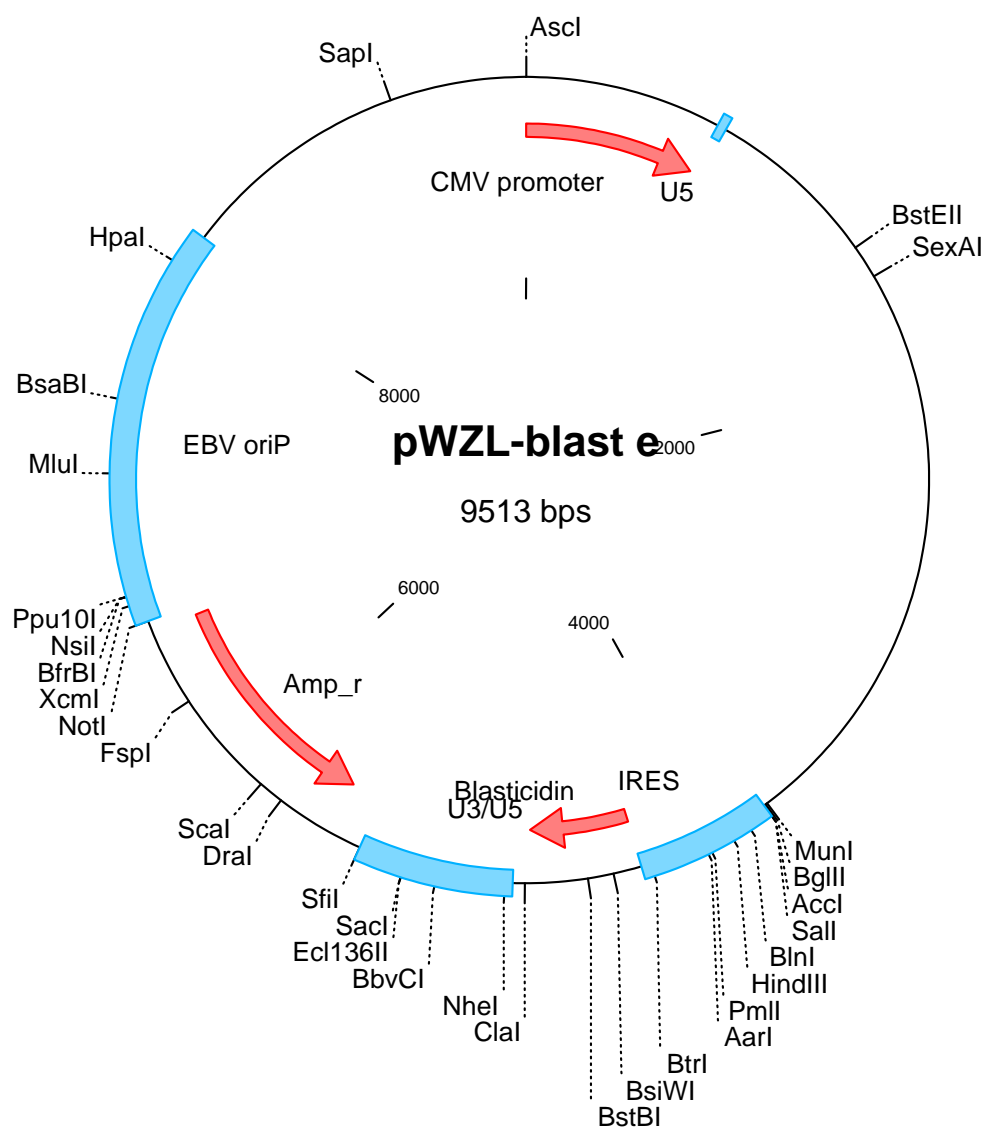 AscI
SapI
CMV promoter
U5
BstEII
SexAI
HpaI
BsaBI
8000
EBV oriP
pWZL-blast e
2000
MluI
9513 bps
6000
4000
Ppu10I
NsiI
BfrBI
XcmI
NotI
FspI
Amp_r
IRES
Blasticidin
U3/U5
ScaI
DraI
MunI
BglII
AccI
SalI
BlnI
HindIII
PmlI
AarI
SfiI
SacI
Ecl136II
BbvCI
NheI
ClaI
BtrI
BsiWI
BstBI